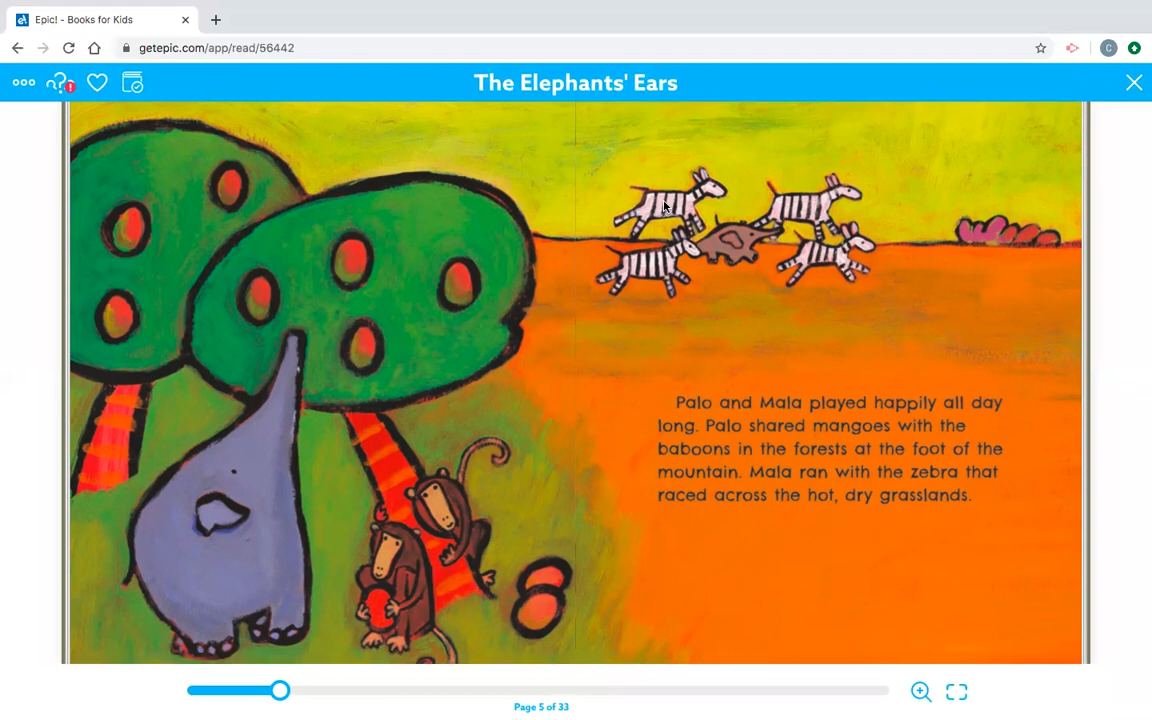 Epic! - Books for Kids
getepic.com/app/read/56442
C
The Elephants' Ears
Palo and Mala played happily all day
long. Palo shared mangoes with the
baboons in the forests at the foot of the
mountain. Mala ran with the zebra that
raced across the hot, dry grasslands.
Page 5 of 33